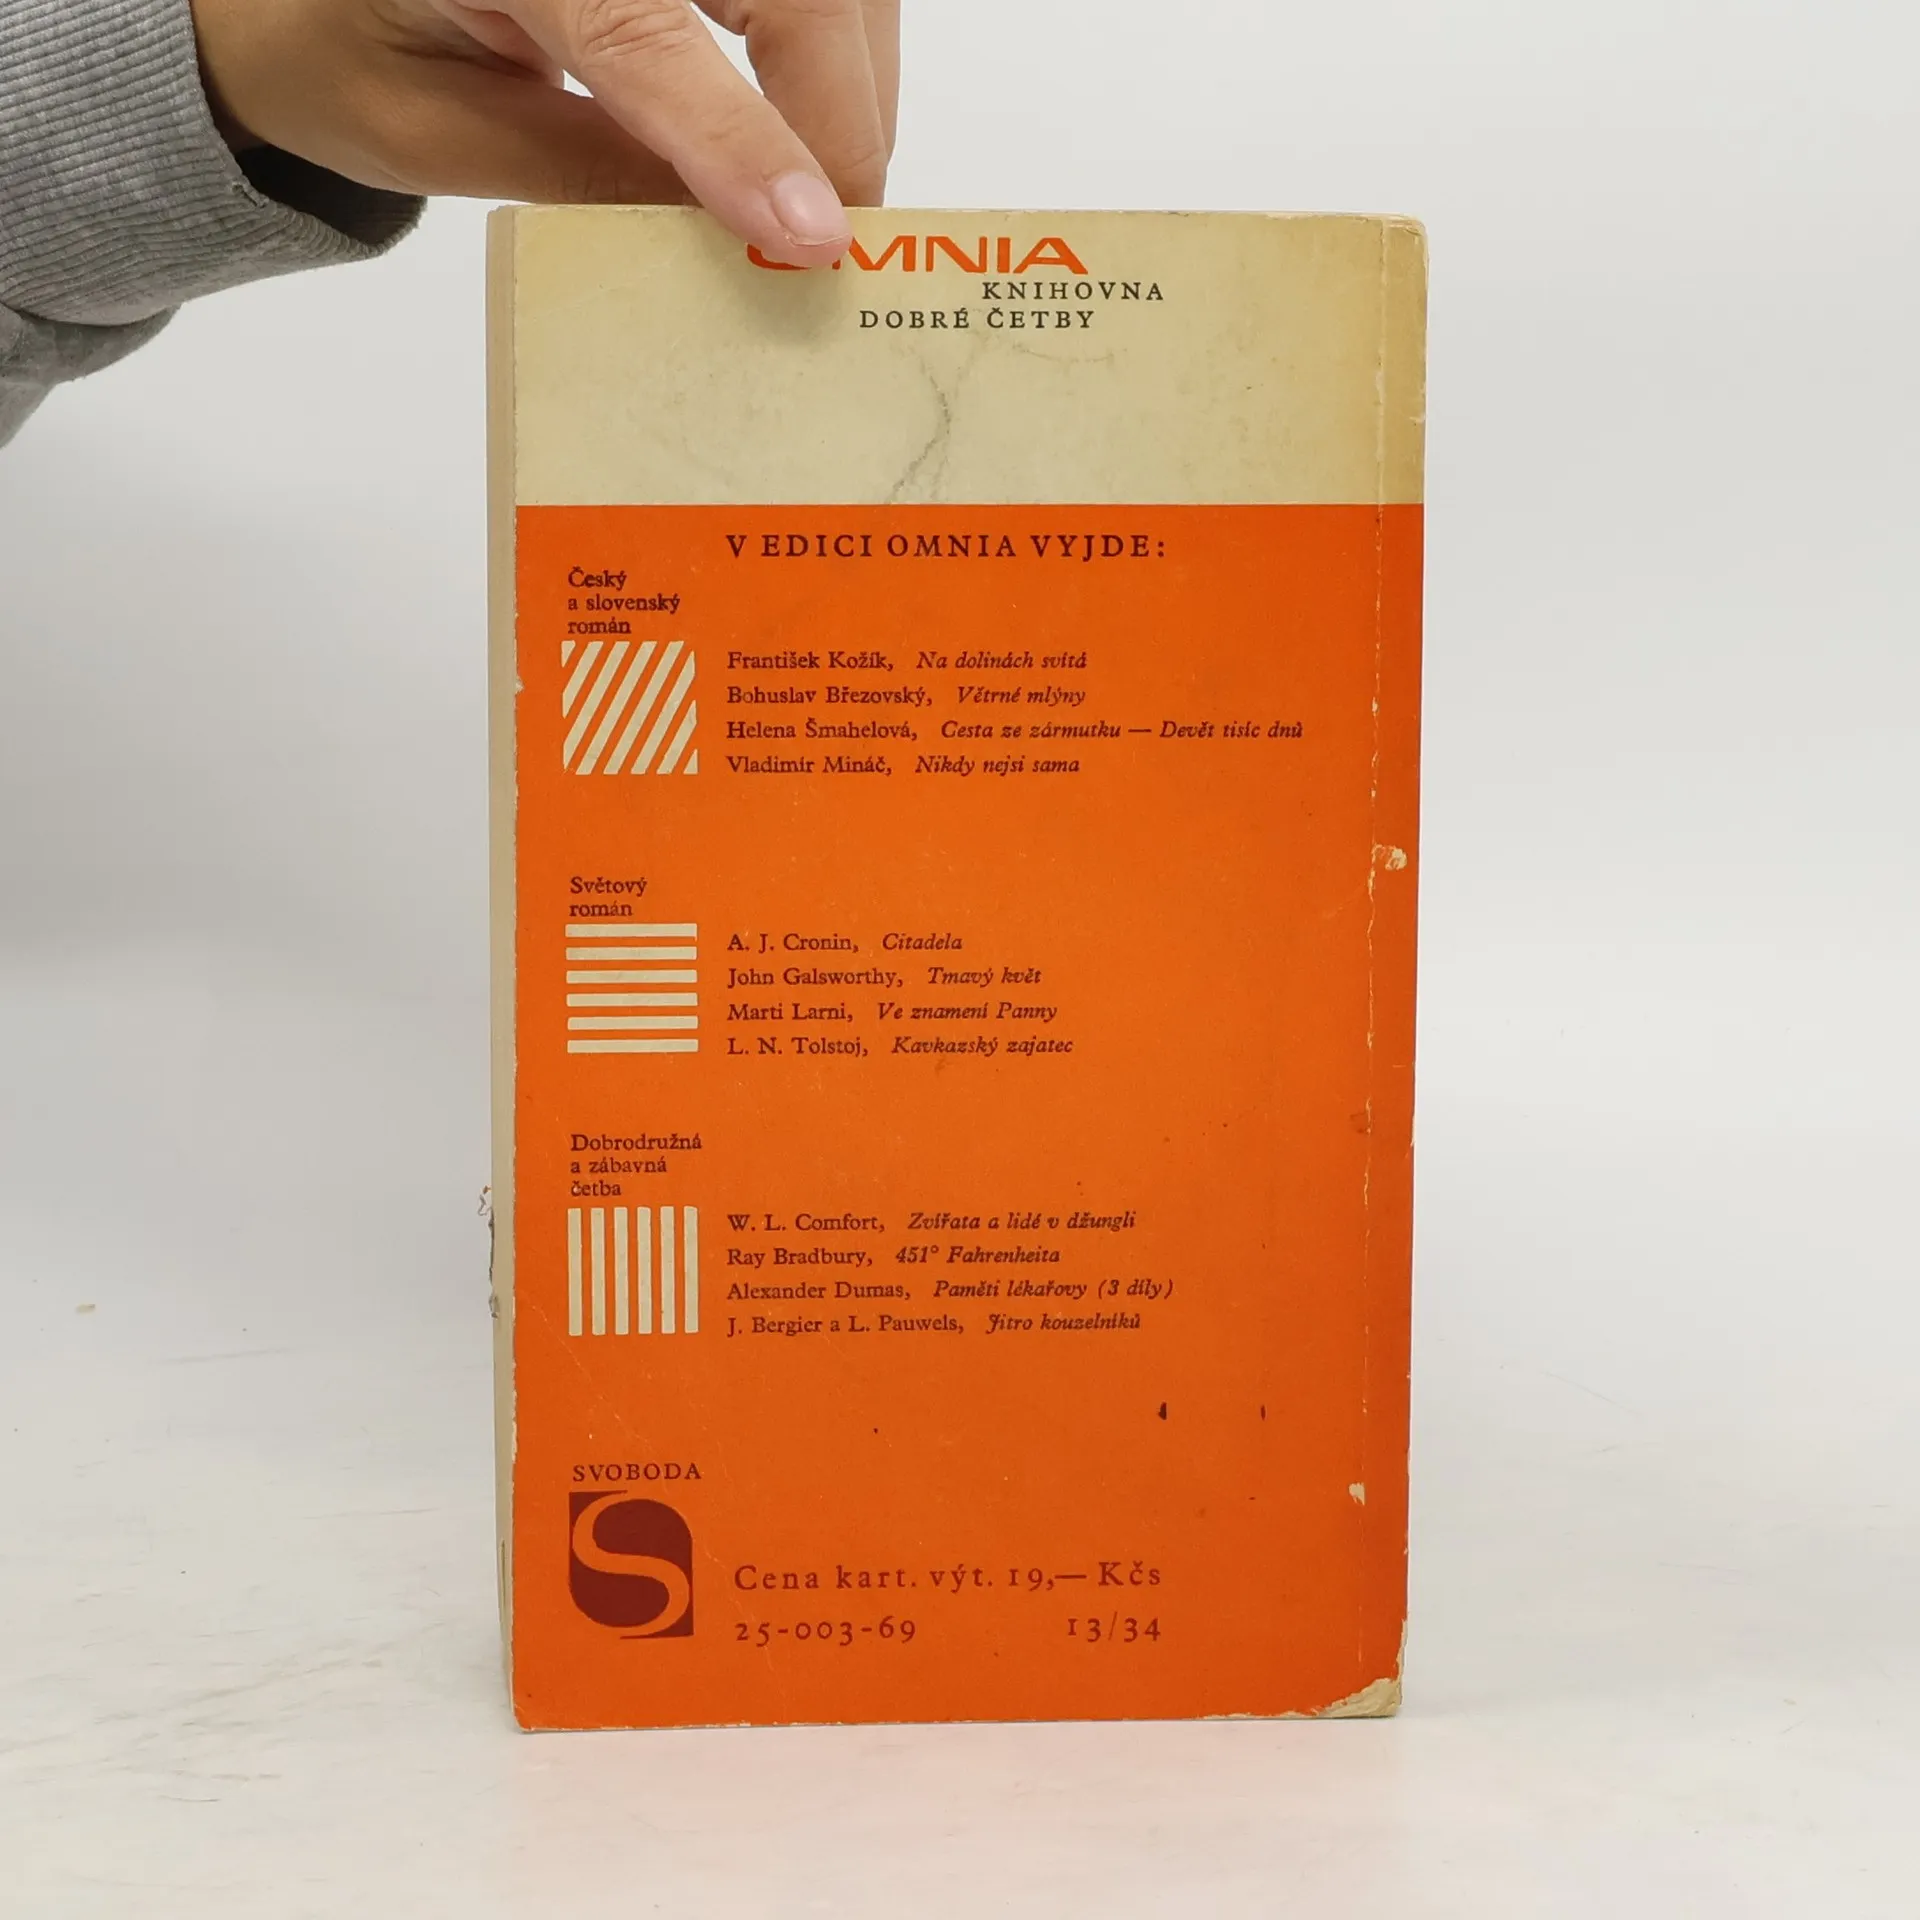 OMNIA
KNIHOVNA
DOBRÉ ČETBY
V EDICI OMNIA VYJDE:
Český
a slovenský
román
František Kožík, Na dolinách svítá
Bohuslav Březovský, Větrné mlýny
Helena Šmahelová, Cesta ze zármutku — Devět tisíc dnů
Vladimír Mináč, Nikdy nejsi sama
Světový
román
A. J. Cronin, Citadela
John Galsworthy, Tmavý květ
Marti Larni, Ve znamení Panny
L. N. Tolstoj, Kavkazský zajatec
Dobrodružná
a zábavná
četba
W. L. Comfort, Zvířata a lidé v džungli
Ray Bradbury, 451° Fahrenheita
Alexander Dumas, Paměti lékařovy (3 díly)
J. Bergier a L. Pauwels, Jitro kouzelníků
SVOBODA
Cena kart. výt. 19,— Kčs
25-003-69 13/34